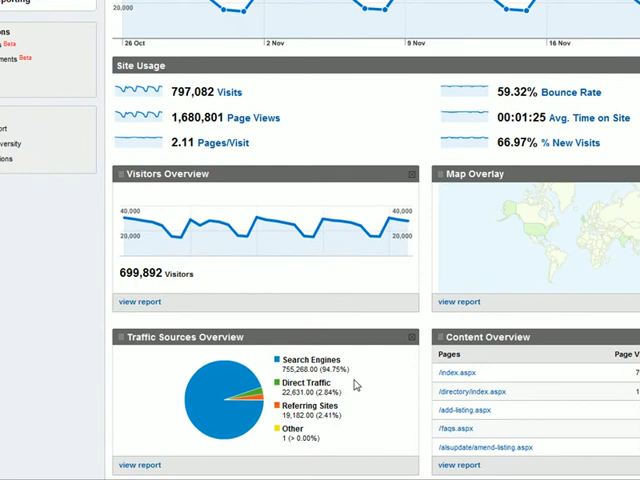 20,000
26 Oct 2 Nov 9 Nov 16 Nov
ons
Beta
ments Beta
Site Usage
797,082 Visits 59.32% Bounce Rate
1,680,801 Page Views 00:01:25 Avg. Time on Site
2.11 Pages/Visit 66.97% % New Visits
ort
versity
ions
Visitors Overview Map Overlay
40,000 40,000
20,000 20,000
699,892 Visitors
view report view report
Traffic Sources Overview Content Overview
Search Engines
755,268.00 (94.75%)
Direct Traffic
22,631.00 (2.84%)
Referring Sites
19,182.00 (2.41%)
Other
1 (> 0.00%)
Pages Page V
/index.aspx 7
/directory/index.aspx 1
/add-listing.aspx
/faqs.aspx
/alsupdate/amend-listing.aspx
view report view report